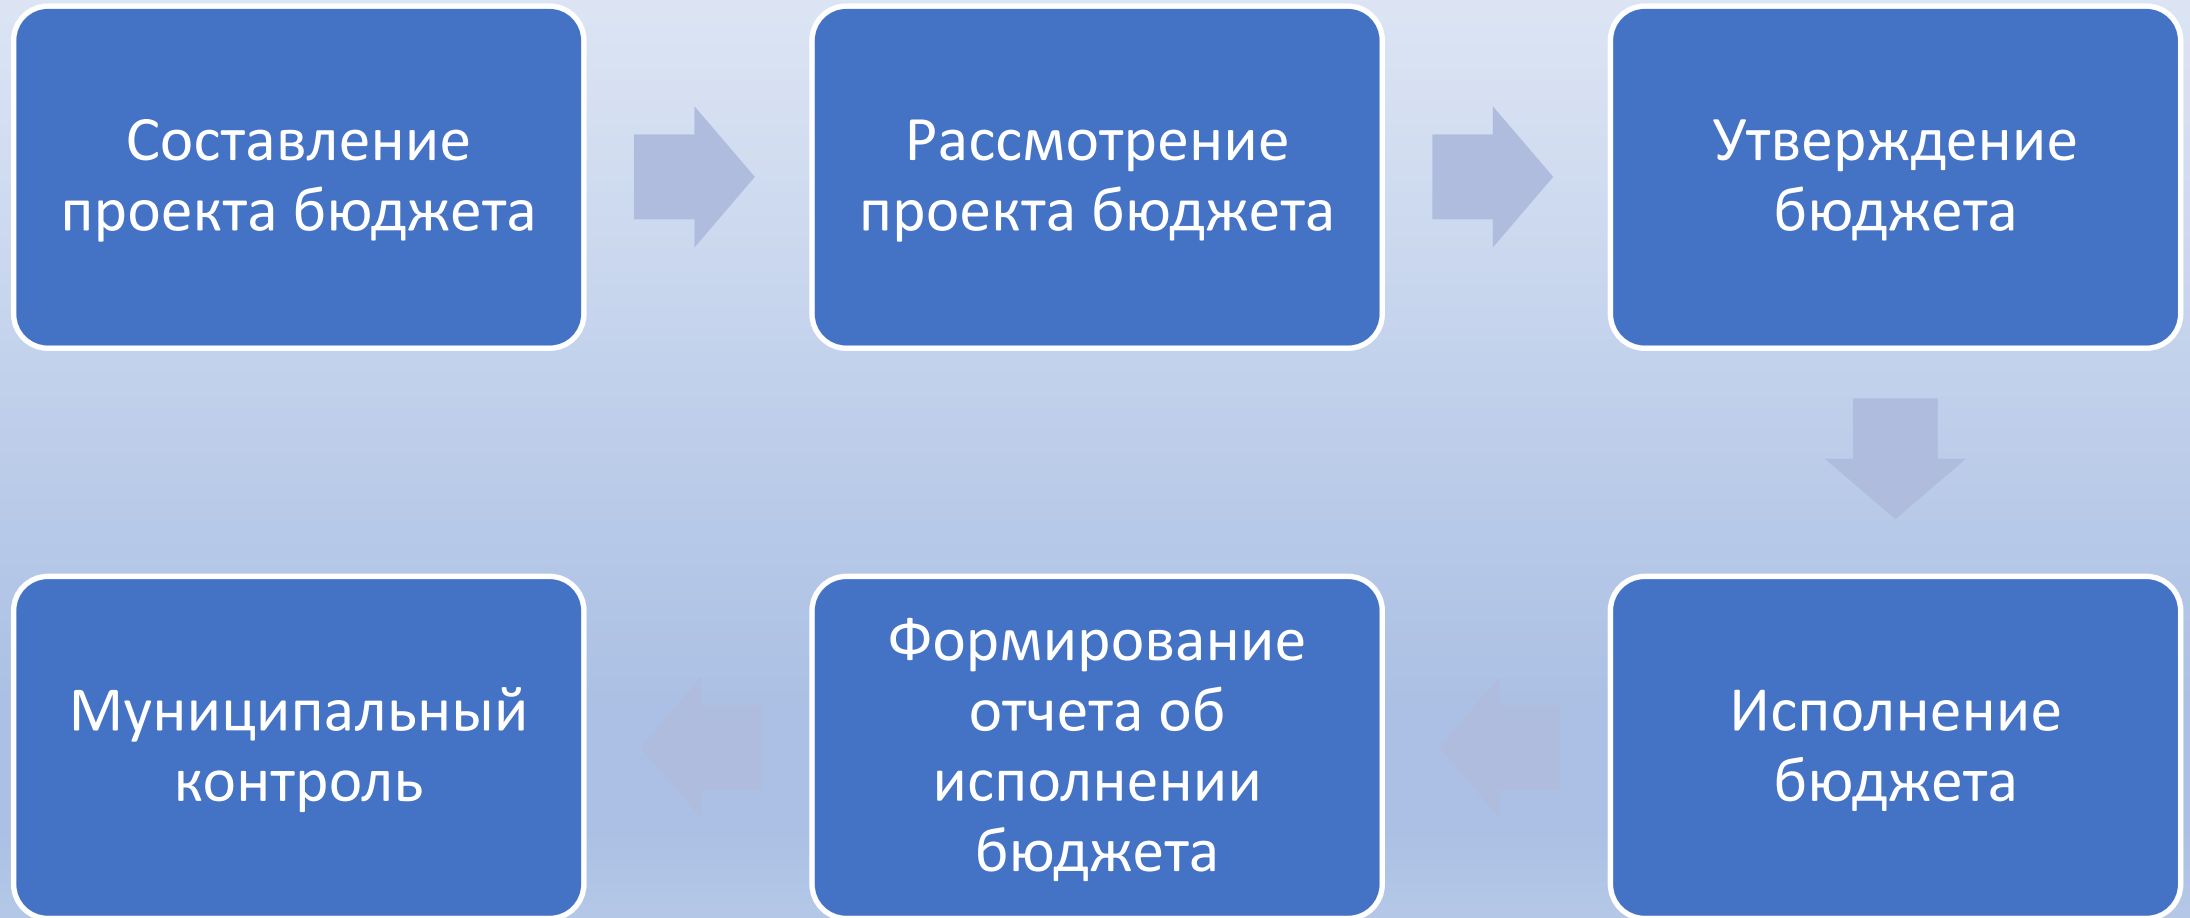 Составление
проекта бюджета
Рассмотрение
проекта бюджета
Утверждение
бюджета
Исполнение
бюджета
Формирование
отчета об
исполнении
бюджета
Муниципальный
контроль